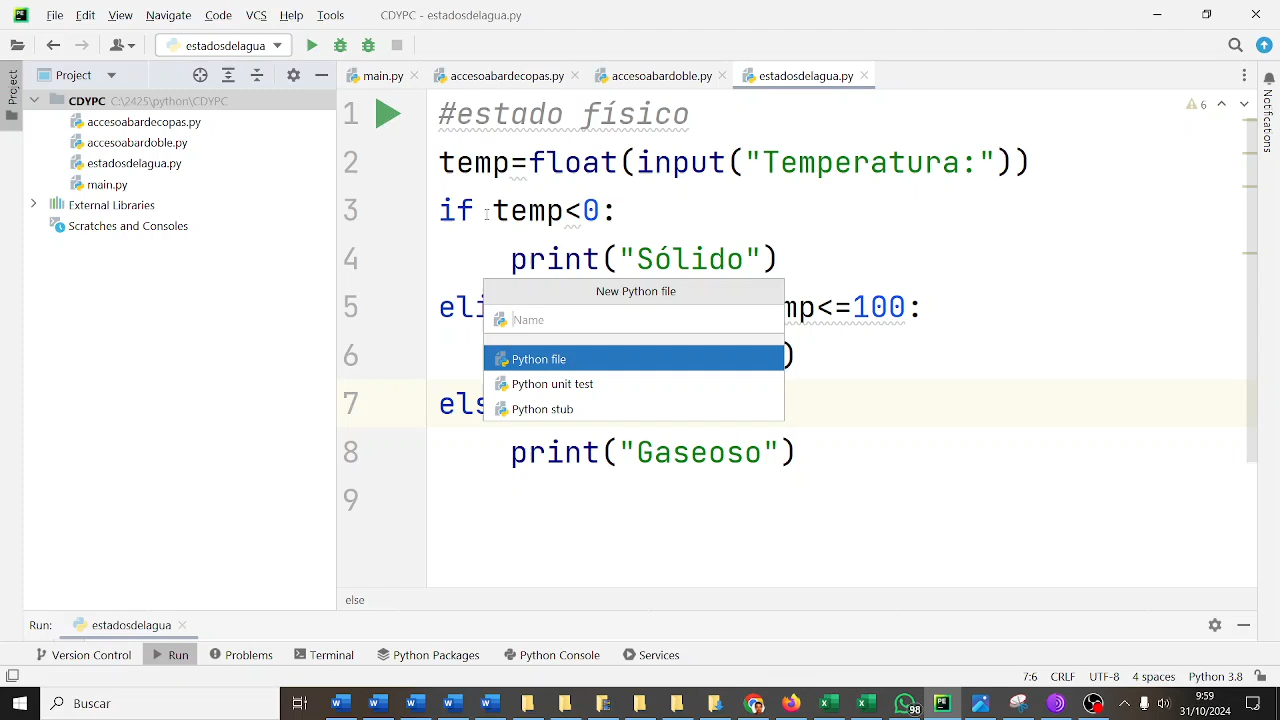 File Edit View Navigate Code VCS Help Tools CDYPC - estadosdelagua.py
estadosdelagua
Project
main.py accesoabardecopas.py accesoabardoble.py estadosdelagua.py
Project
Notifications
CDYPC C:\2425\python\CDYPC
accesoabardecopas.py
accesoabardoble.py
estadosdelagua.py
main.py
External Libraries
Scratches and Consoles
6
1 #estado físico
2 temp=float(input("Temperatura:"))
3 if temp<0:
4 print("Sólido")
5 eli mp<=100:
6 )
7 els
8 print("Gaseoso")
9
New Python file
Name
Python file
Python unit test
Python stub
else
Run: estadosdelagua
Version Control Run Problems Terminal Python Packages Python Console Services
7:6 CRLF UTF-8 4 spaces Python 3.8
Buscar
98
PE
9:59
31/10/2024